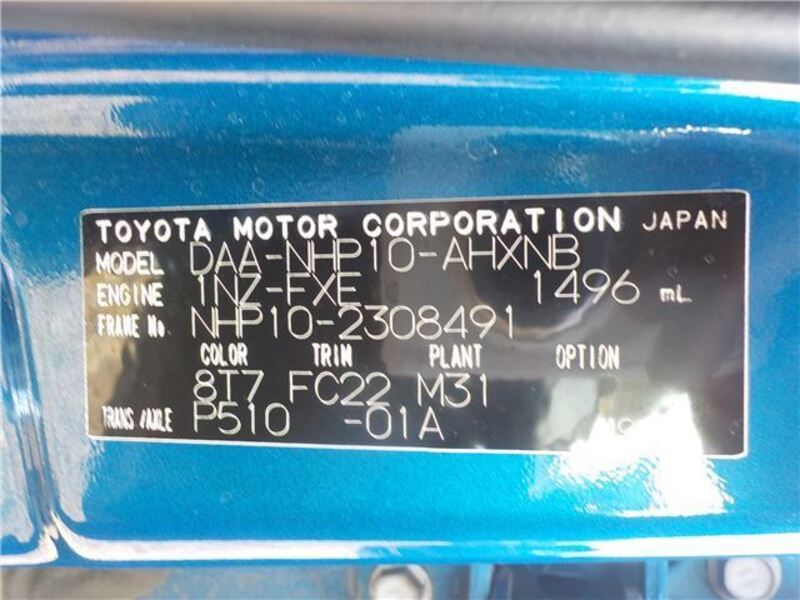 TOYOTA MOTOR CORPORATION JAPAN
MODEL DAA-NHP10-AHXNB
ENGINE 1NZ-FXE 1496 mL
FRAME No. NHP10-2308491
COLOR TRIM PLANT OPTION
8T7 FC22 M31
TRANS/AXLE P510 -01A